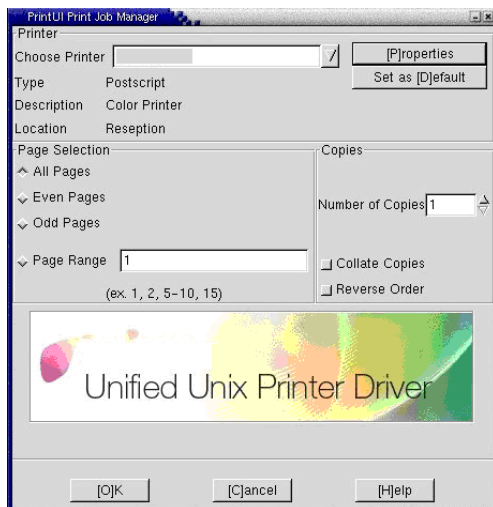 PrintUI Print Job Manager
Printer
Choose Printer
[P]roperties
Set as [D]efault
Type Postscript
Description Color Printer
Location Reseption
Page Selection
All Pages
Even Pages
Odd Pages
Page Range 1
(ex. 1, 2, 5-10, 15)
Copies
Number of Copies 1
Collate Copies
Reverse Order
Unified Unix Printer Driver
[O]K
[C]ancel
[H]elp